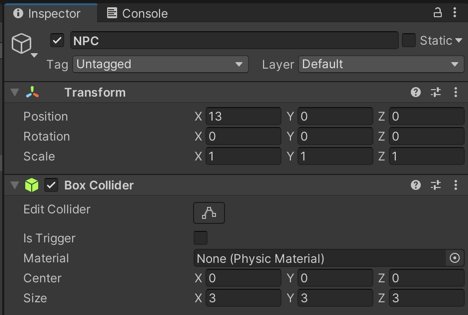 Inspector Console
NPC Static
Tag Untagged Layer Default
Transform
Position X 13 Y 0 Z 0
Rotation X 0 Y 0 Z 0
Scale X 1 Y 1 Z 1
Box Collider
Edit Collider
Is Trigger
Material None (Physic Material)
Center X 0 Y 0 Z 0
Size X 3 Y 3 Z 3